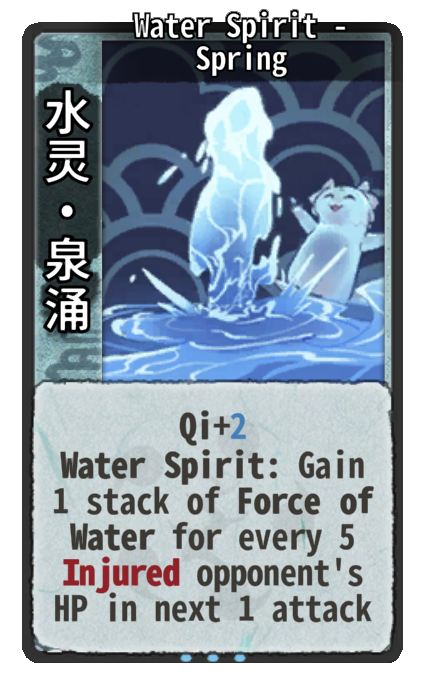 Water Spirit -
Spring
水灵·泉涌
Qi+2
Water Spirit: Gain
1 stack of Force of
Water for every 5
Injured opponent's
HP in next 1 attack